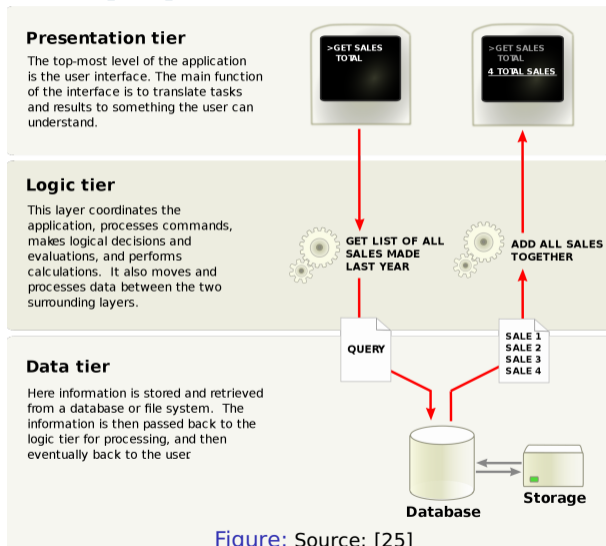 Presentation tier
The top-most level of the application
is the user interface. The main function
of the interface is to translate tasks
and results to something the user can
understand.
>GET SALES
TOTAL
>GET SALES
TOTAL
4 TOTAL SALES
Logic tier
This layer coordinates the
application, processes commands,
makes logical decisions and
evaluations, and performs
calculations. It also moves and
processes data between the two
surrounding layers.
GET LIST OF ALL
SALES MADE
LAST YEAR
ADD ALL SALES
TOGETHER
QUERY
SALE 1
SALE 2
SALE 3
SALE 4
Data tier
Here information is stored and retrieved
from a database or file system. The
information is then passed back to the
logic tier for processing, and then
eventually back to the user.
Database
Storage
Figure: Source: [25]